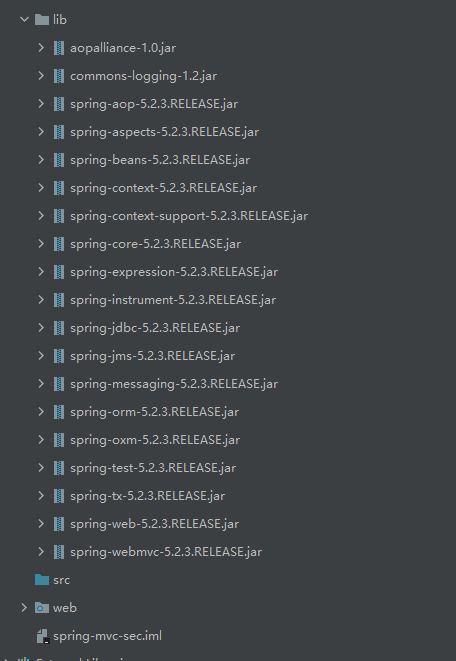 lib
aopalliance-1.0.jar
commons-logging-1.2.jar
spring-aop-5.2.3.RELEASE.jar
spring-aspects-5.2.3.RELEASE.jar
spring-beans-5.2.3.RELEASE.jar
spring-context-5.2.3.RELEASE.jar
spring-context-support-5.2.3.RELEASE.jar
spring-core-5.2.3.RELEASE.jar
spring-expression-5.2.3.RELEASE.jar
spring-instrument-5.2.3.RELEASE.jar
spring-jdbc-5.2.3.RELEASE.jar
spring-jms-5.2.3.RELEASE.jar
spring-messaging-5.2.3.RELEASE.jar
spring-orm-5.2.3.RELEASE.jar
spring-oxm-5.2.3.RELEASE.jar
spring-test-5.2.3.RELEASE.jar
spring-tx-5.2.3.RELEASE.jar
spring-web-5.2.3.RELEASE.jar
spring-webmvc-5.2.3.RELEASE.jar
src
web
spring-mvc-sec.iml